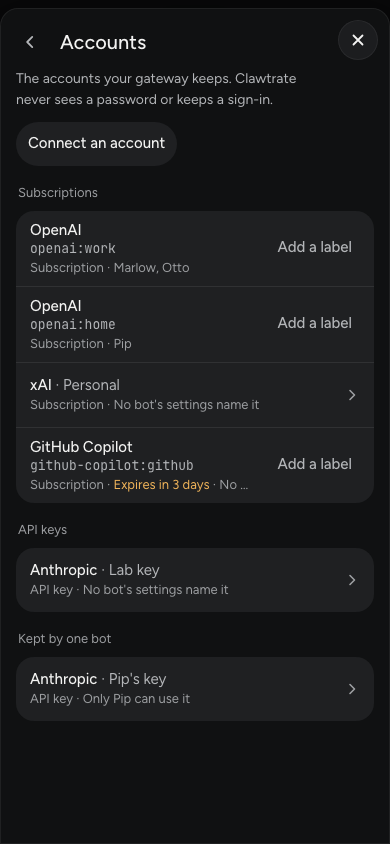 Accounts
The accounts your gateway keeps. Clawtrate
never sees a password or keeps a sign-in.
Connect an account
Subscriptions
OpenAI
openai:work
Add a label
Subscription · Marlow, Otto
OpenAI
openai:home
Add a label
Subscription · Pip
xAI · Personal
Subscription · No bot's settings name it
GitHub Copilot
github-copilot:github
Add a label
Subscription · Expires in 3 days · No ...
API keys
Anthropic · Lab key
API key · No bot's settings name it
Kept by one bot
Anthropic · Pip's key
API key · Only Pip can use it